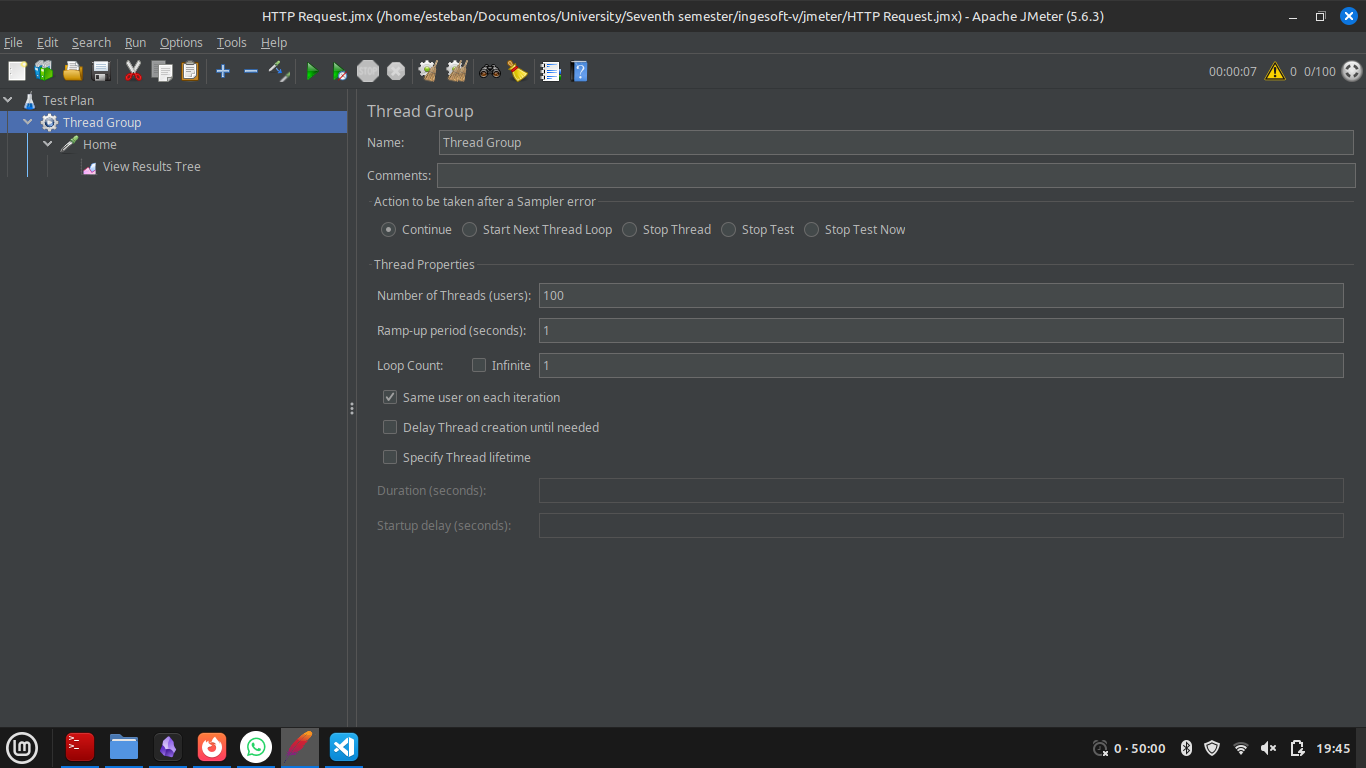 HTTP Request.jmx (/home/esteban/Documentos/University/Seventh semester/ingesoft-v/jmeter/HTTP Request.jmx) - Apache JMeter (5.6.3)
File Edit Search Run Options Tools Help
00:00:07 0 0/100
Test Plan
Thread Group
Home
View Results Tree
Thread Group
Name: Thread Group
Comments:
Action to be taken after a Sampler error
Continue Start Next Thread Loop Stop Thread Stop Test Stop Test Now
Thread Properties
Number of Threads (users): 100
Ramp-up period (seconds): 1
Loop Count: Infinite 1
Same user on each iteration
Delay Thread creation until needed
Specify Thread lifetime
Duration (seconds):
Startup delay (seconds):
0 · 50:00 19:45